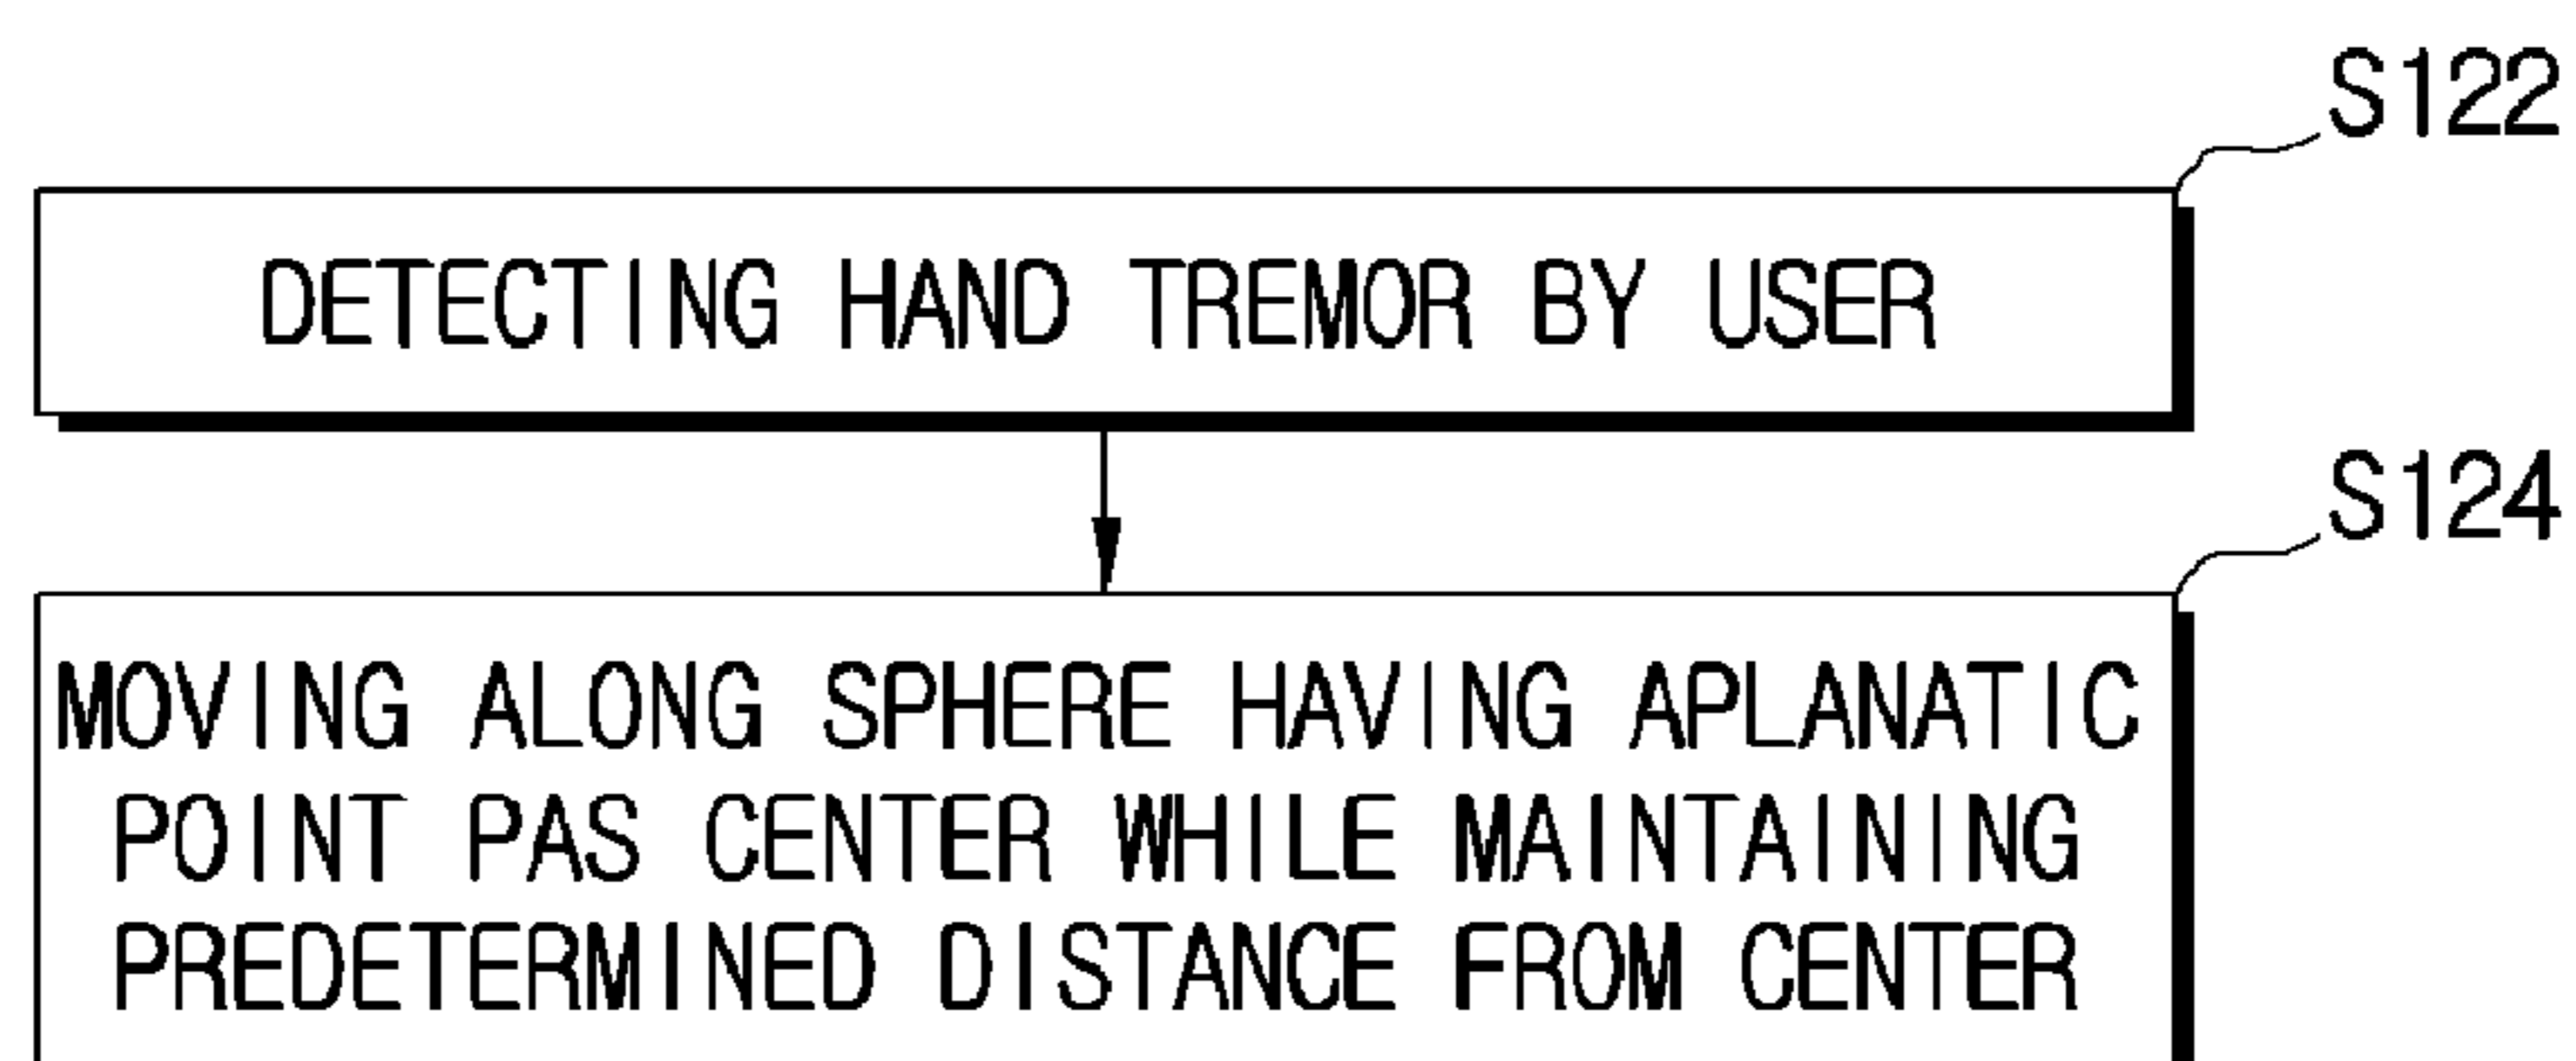 S122
DETECTING HAND TREMOR BY USER
S124
MOVING ALONG SPHERE HAVING APLANATIC
POINT PAS CENTER WHILE MAINTAINING
PREDETERMINED DISTANCE FROM CENTER